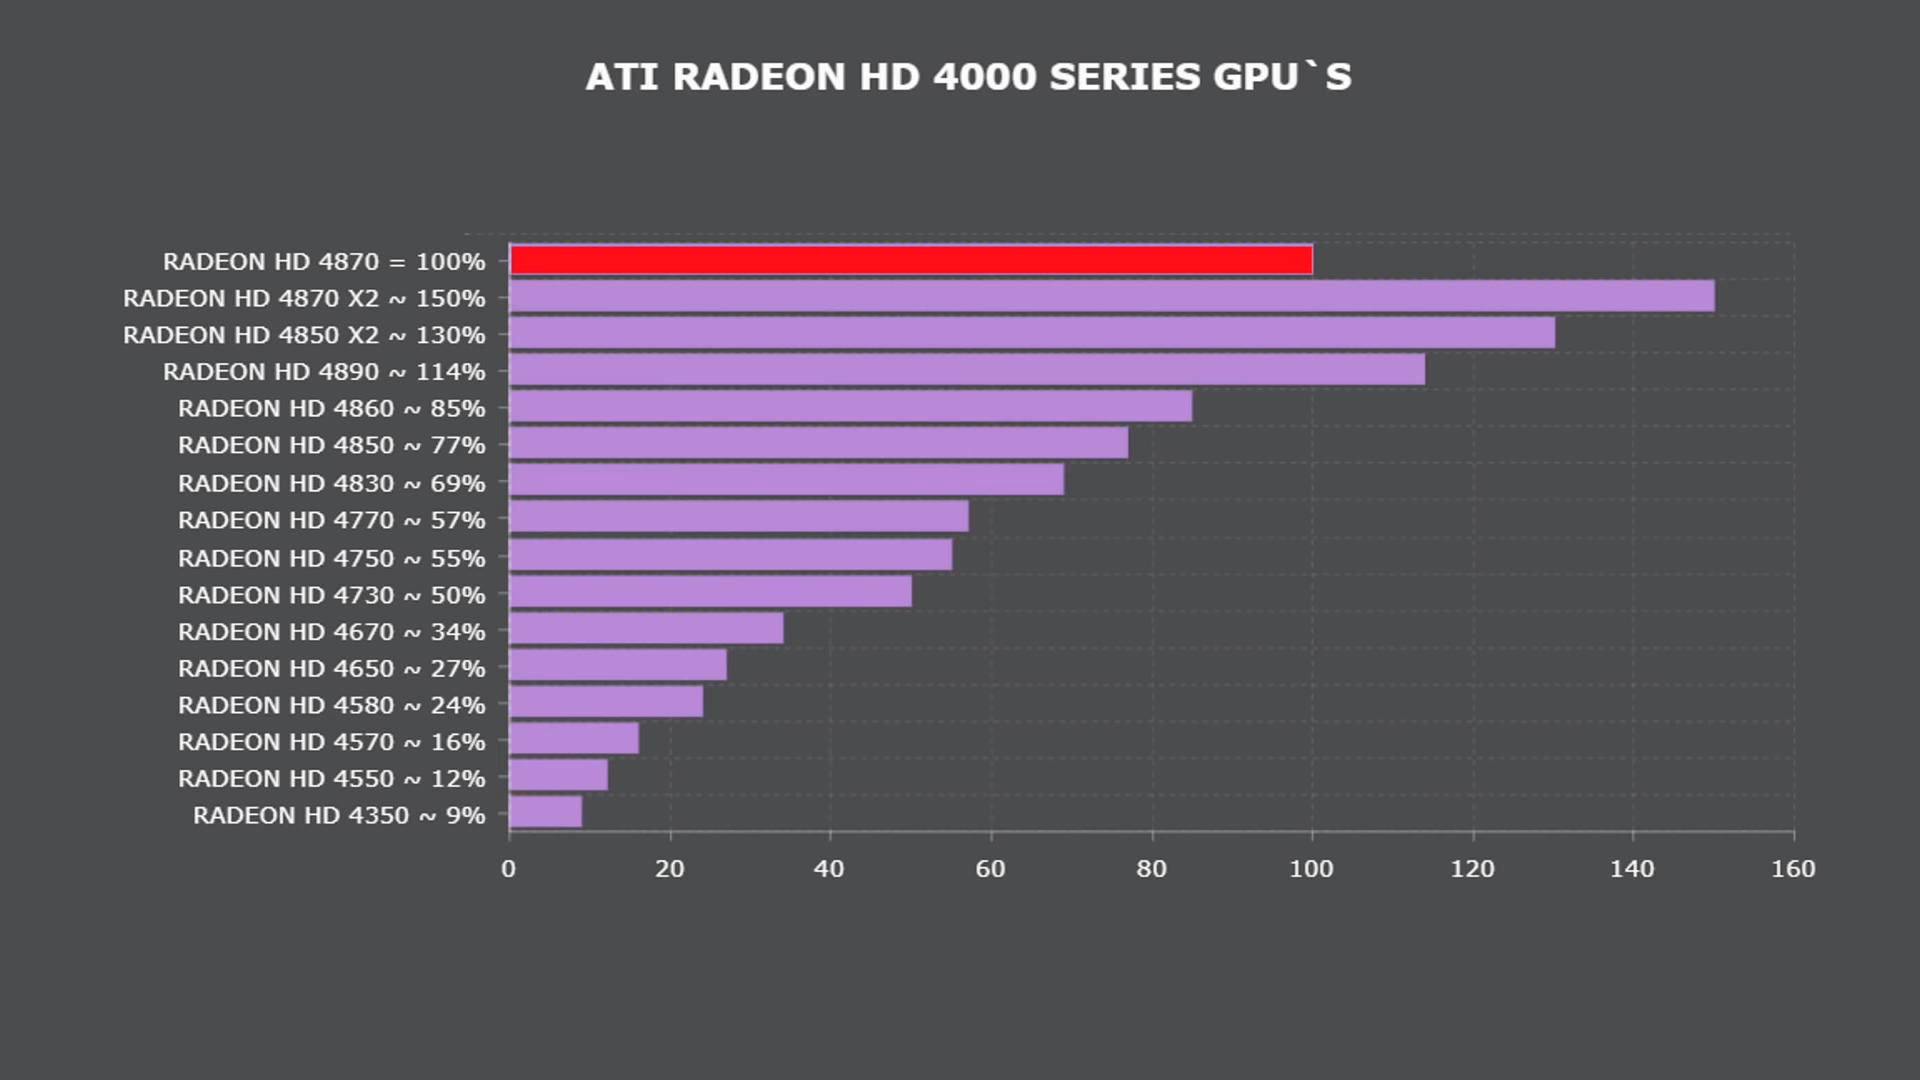 ATI RADEON HD 4000 SERIES GPU`S
RADEON HD 4870 = 100%
RADEON HD 4870 X2 ~ 150%
RADEON HD 4850 X2 ~ 130%
RADEON HD 4890 ~ 114%
RADEON HD 4860 ~ 85%
RADEON HD 4850 ~ 77%
RADEON HD 4830 ~ 69%
RADEON HD 4770 ~ 57%
RADEON HD 4750 ~ 55%
RADEON HD 4730 ~ 50%
RADEON HD 4670 ~ 34%
RADEON HD 4650 ~ 27%
RADEON HD 4580 ~ 24%
RADEON HD 4570 ~ 16%
RADEON HD 4550 ~ 12%
RADEON HD 4350 ~ 9%
0 20 40 60 80 100 120 140 160